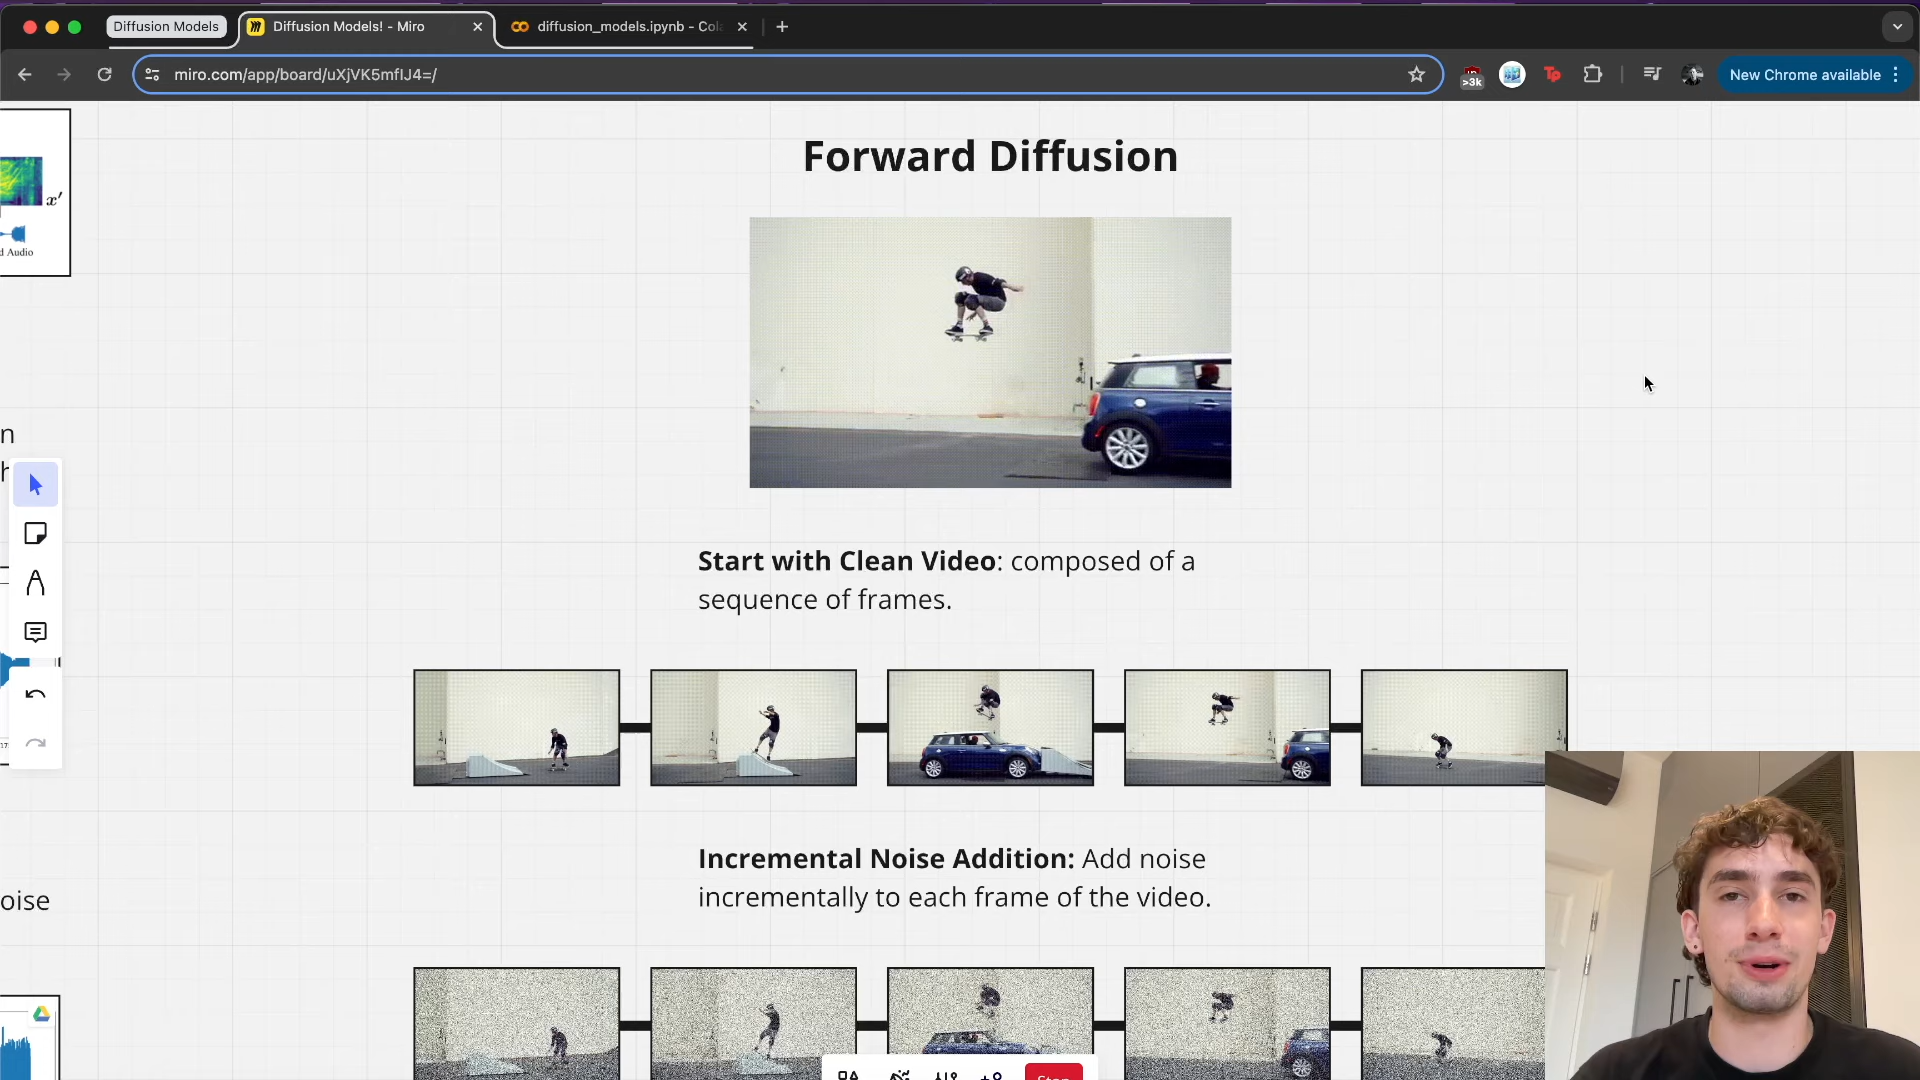 Diffusion Models
Diffusion Models! - Miro
diffusion_models.ipynb - Col
miro.com/app/board/uXjVK5mfIJ4=/
>3k
New Chrome available
Forward Diffusion
x′
d Audio
Start with Clean Video: composed of a
sequence of frames.
n
Incremental Noise Addition: Add noise
incrementally to each frame of the video.
oise